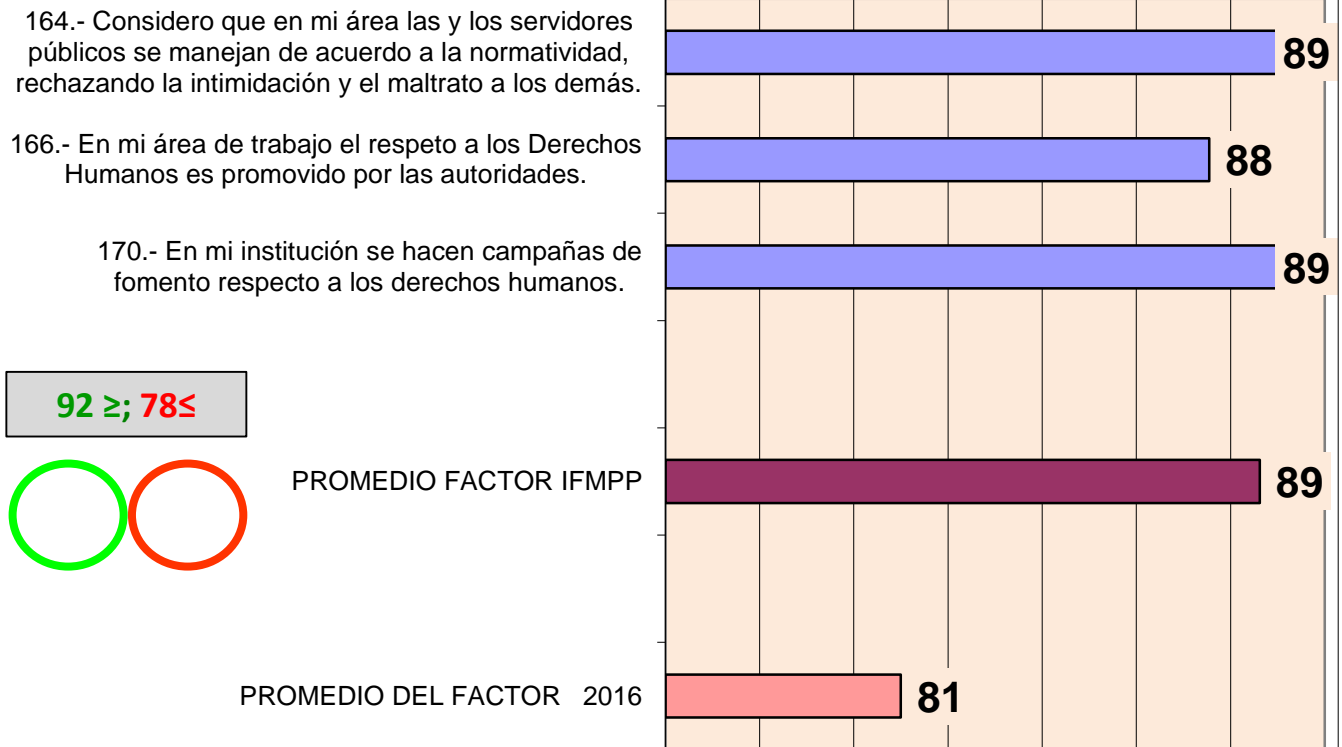 164.- Considero que en mi área las y los servidores
públicos se manejan de acuerdo a la normatividad,
rechazando la intimidación y el maltrato a los demás.
89
166.- En mi área de trabajo el respeto a los Derechos
Humanos es promovido por las autoridades.
88
170.- En mi institución se hacen campañas de
fomento respecto a los derechos humanos.
89
92 ≥; 78≤
PROMEDIO FACTOR IFMPP
89
PROMEDIO DEL FACTOR 2016
81